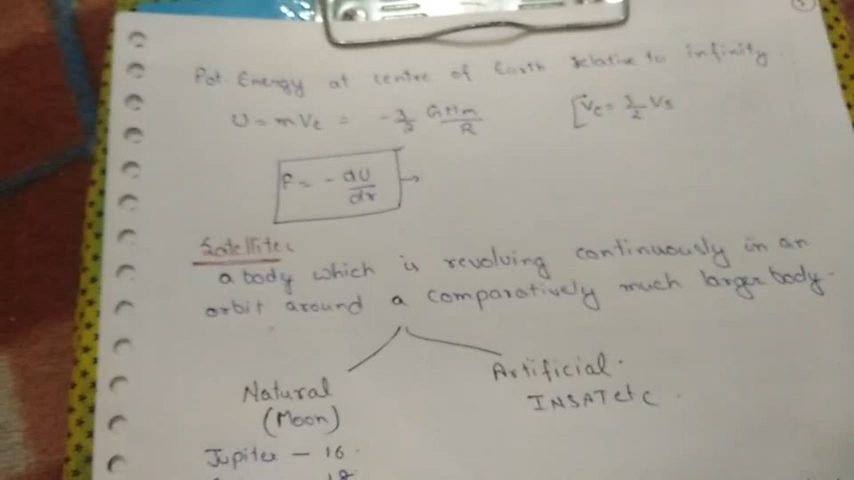 Pot. Energy at centre of Earth relative to infinity.
U = mVc = -3/2 GMm/R [Vc = 3/2 Vs
F = - dU/dr →
Satellites
a body which is revolving continuously in an
orbit around a comparatively much larger body.
Natural
(Moon)
Artificial.
INSAT etc.
Jupiter - 16.